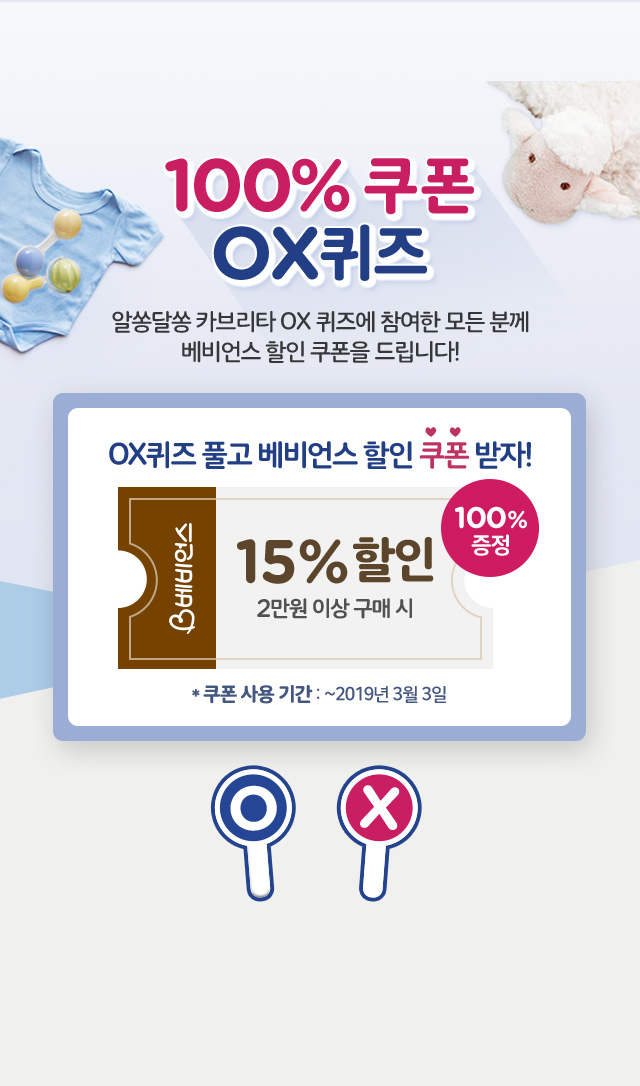 100% 쿠폰
OX퀴즈
알쏭달쏭 카브리타 OX 퀴즈에 참여한 모든 분께
베비언스 할인 쿠폰을 드립니다!
OX퀴즈 풀고 베비언스 할인 쿠폰 받자!
100%
증정
베비언스
15% 할인
2만원 이상 구매 시
* 쿠폰 사용 기간 : ~2019년 3월 3일
O X